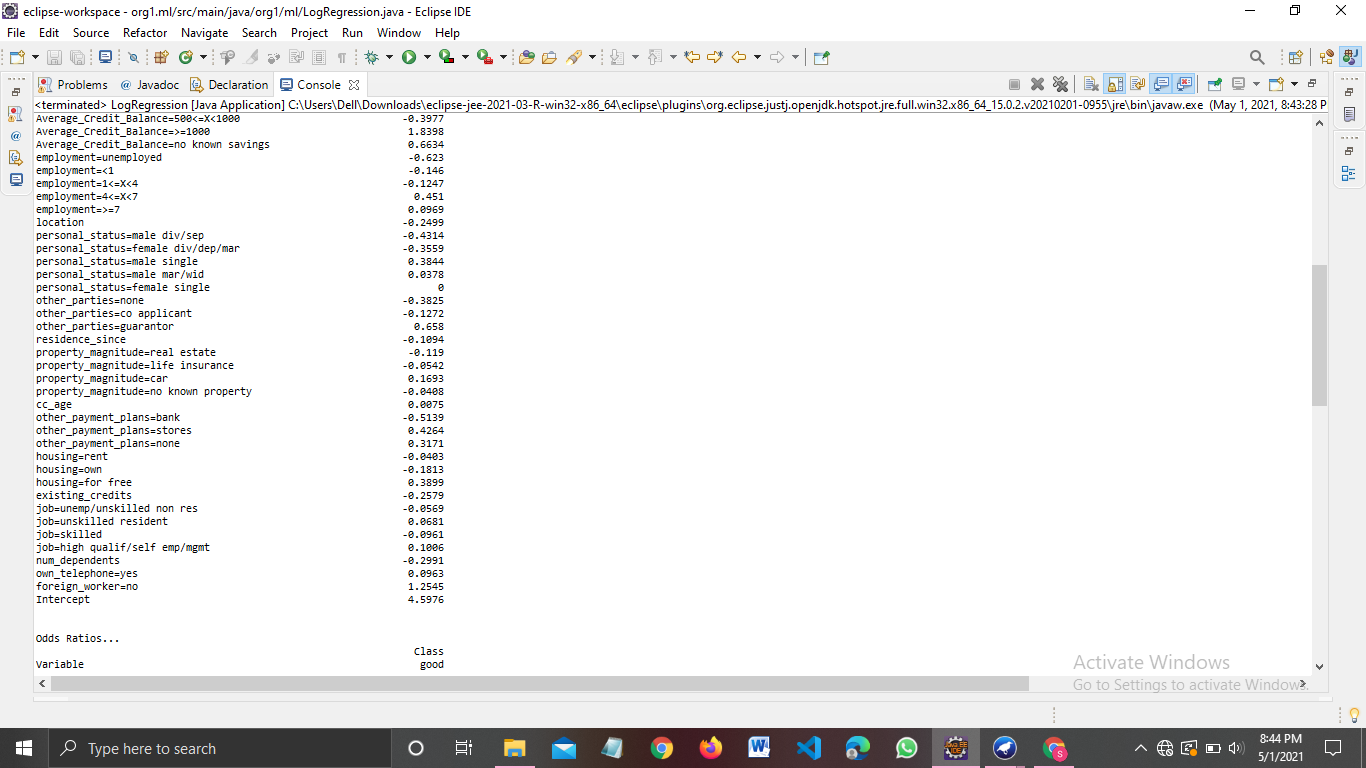 eclipse-workspace - org1.ml/src/main/java/org1/ml/LogRegression.java - Eclipse IDE
File Edit Source Refactor Navigate Search Project Run Window Help
Problems @ Javadoc Declaration Console
<terminated> LogRegression [Java Application] C:\Users\Dell\Downloads\eclipse-jee-2021-03-R-win32-x86_64\eclipse\plugins\org.eclipse.justj.openjdk.hotspot.jre.full.win32.x86_64_15.0.2.v20210201-0955\jre\bin\javaw.exe (May 1, 2021, 8:43:28 P
Average_Credit_Balance=500<=X<1000 -0.3977
Average_Credit_Balance=>=1000 1.8398
Average_Credit_Balance=no known savings 0.6634
employment=unemployed -0.623
employment=<1 -0.146
employment=1<=X<4 -0.1247
employment=4<=X<7 0.451
employment=>=7 0.0969
location -0.2499
personal_status=male div/sep -0.4314
personal_status=female div/dep/mar -0.3559
personal_status=male single 0.3844
personal_status=male mar/wid 0.0378
personal_status=female single 0
other_parties=none -0.3825
other_parties=co applicant -0.1272
other_parties=guarantor 0.658
residence_since -0.1094
property_magnitude=real estate -0.119
property_magnitude=life insurance -0.0542
property_magnitude=car 0.1693
property_magnitude=no known property -0.0408
cc_age 0.0075
other_payment_plans=bank -0.5139
other_payment_plans=stores 0.4264
other_payment_plans=none 0.3171
housing=rent -0.0403
housing=own -0.1813
housing=for free 0.3899
existing_credits -0.2579
job=unemp/unskilled non res -0.0569
job=unskilled resident 0.0681
job=skilled -0.0961
job=high qualif/self emp/mgmt 0.1006
num_dependents -0.2991
own_telephone=yes 0.0963
foreign_worker=no 1.2545
Intercept 4.5976
Odds Ratios...
Class
Variable good
Activate Windows
Go to Settings to activate Windows.
Type here to search
8:44 PM
5/1/2021